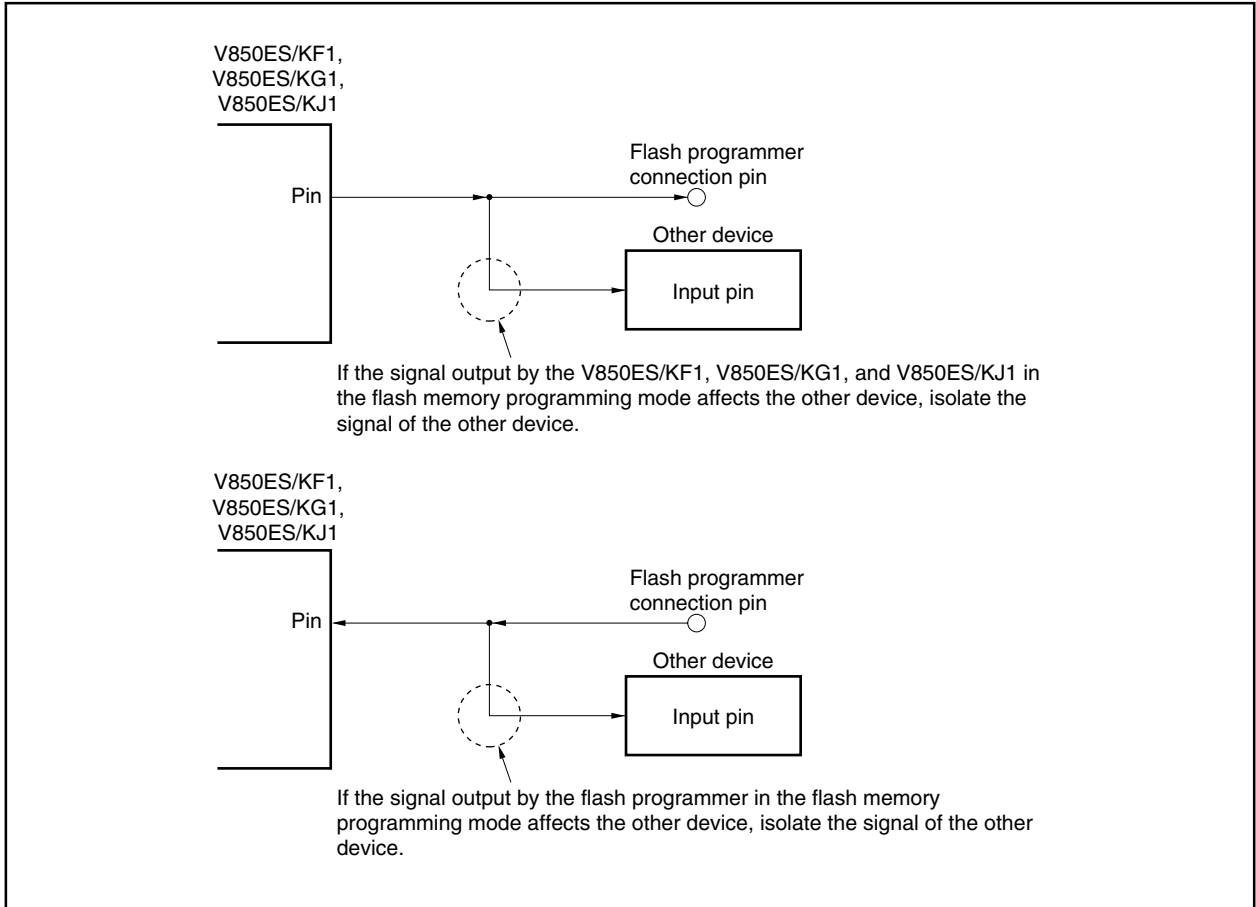 V850ES/KF1,
V850ES/KG1,
V850ES/KJ1
Flash programmer
connection pin
Pin
Other device
Input pin
If the signal output by the V850ES/KF1, V850ES/KG1, and V850ES/KJ1 in
the flash memory programming mode affects the other device, isolate the
signal of the other device.
V850ES/KF1,
V850ES/KG1,
V850ES/KJ1
Flash programmer
connection pin
Pin
Other device
Input pin
If the signal output by the flash programmer in the flash memory
programming mode affects the other device, isolate the signal of the other
device.